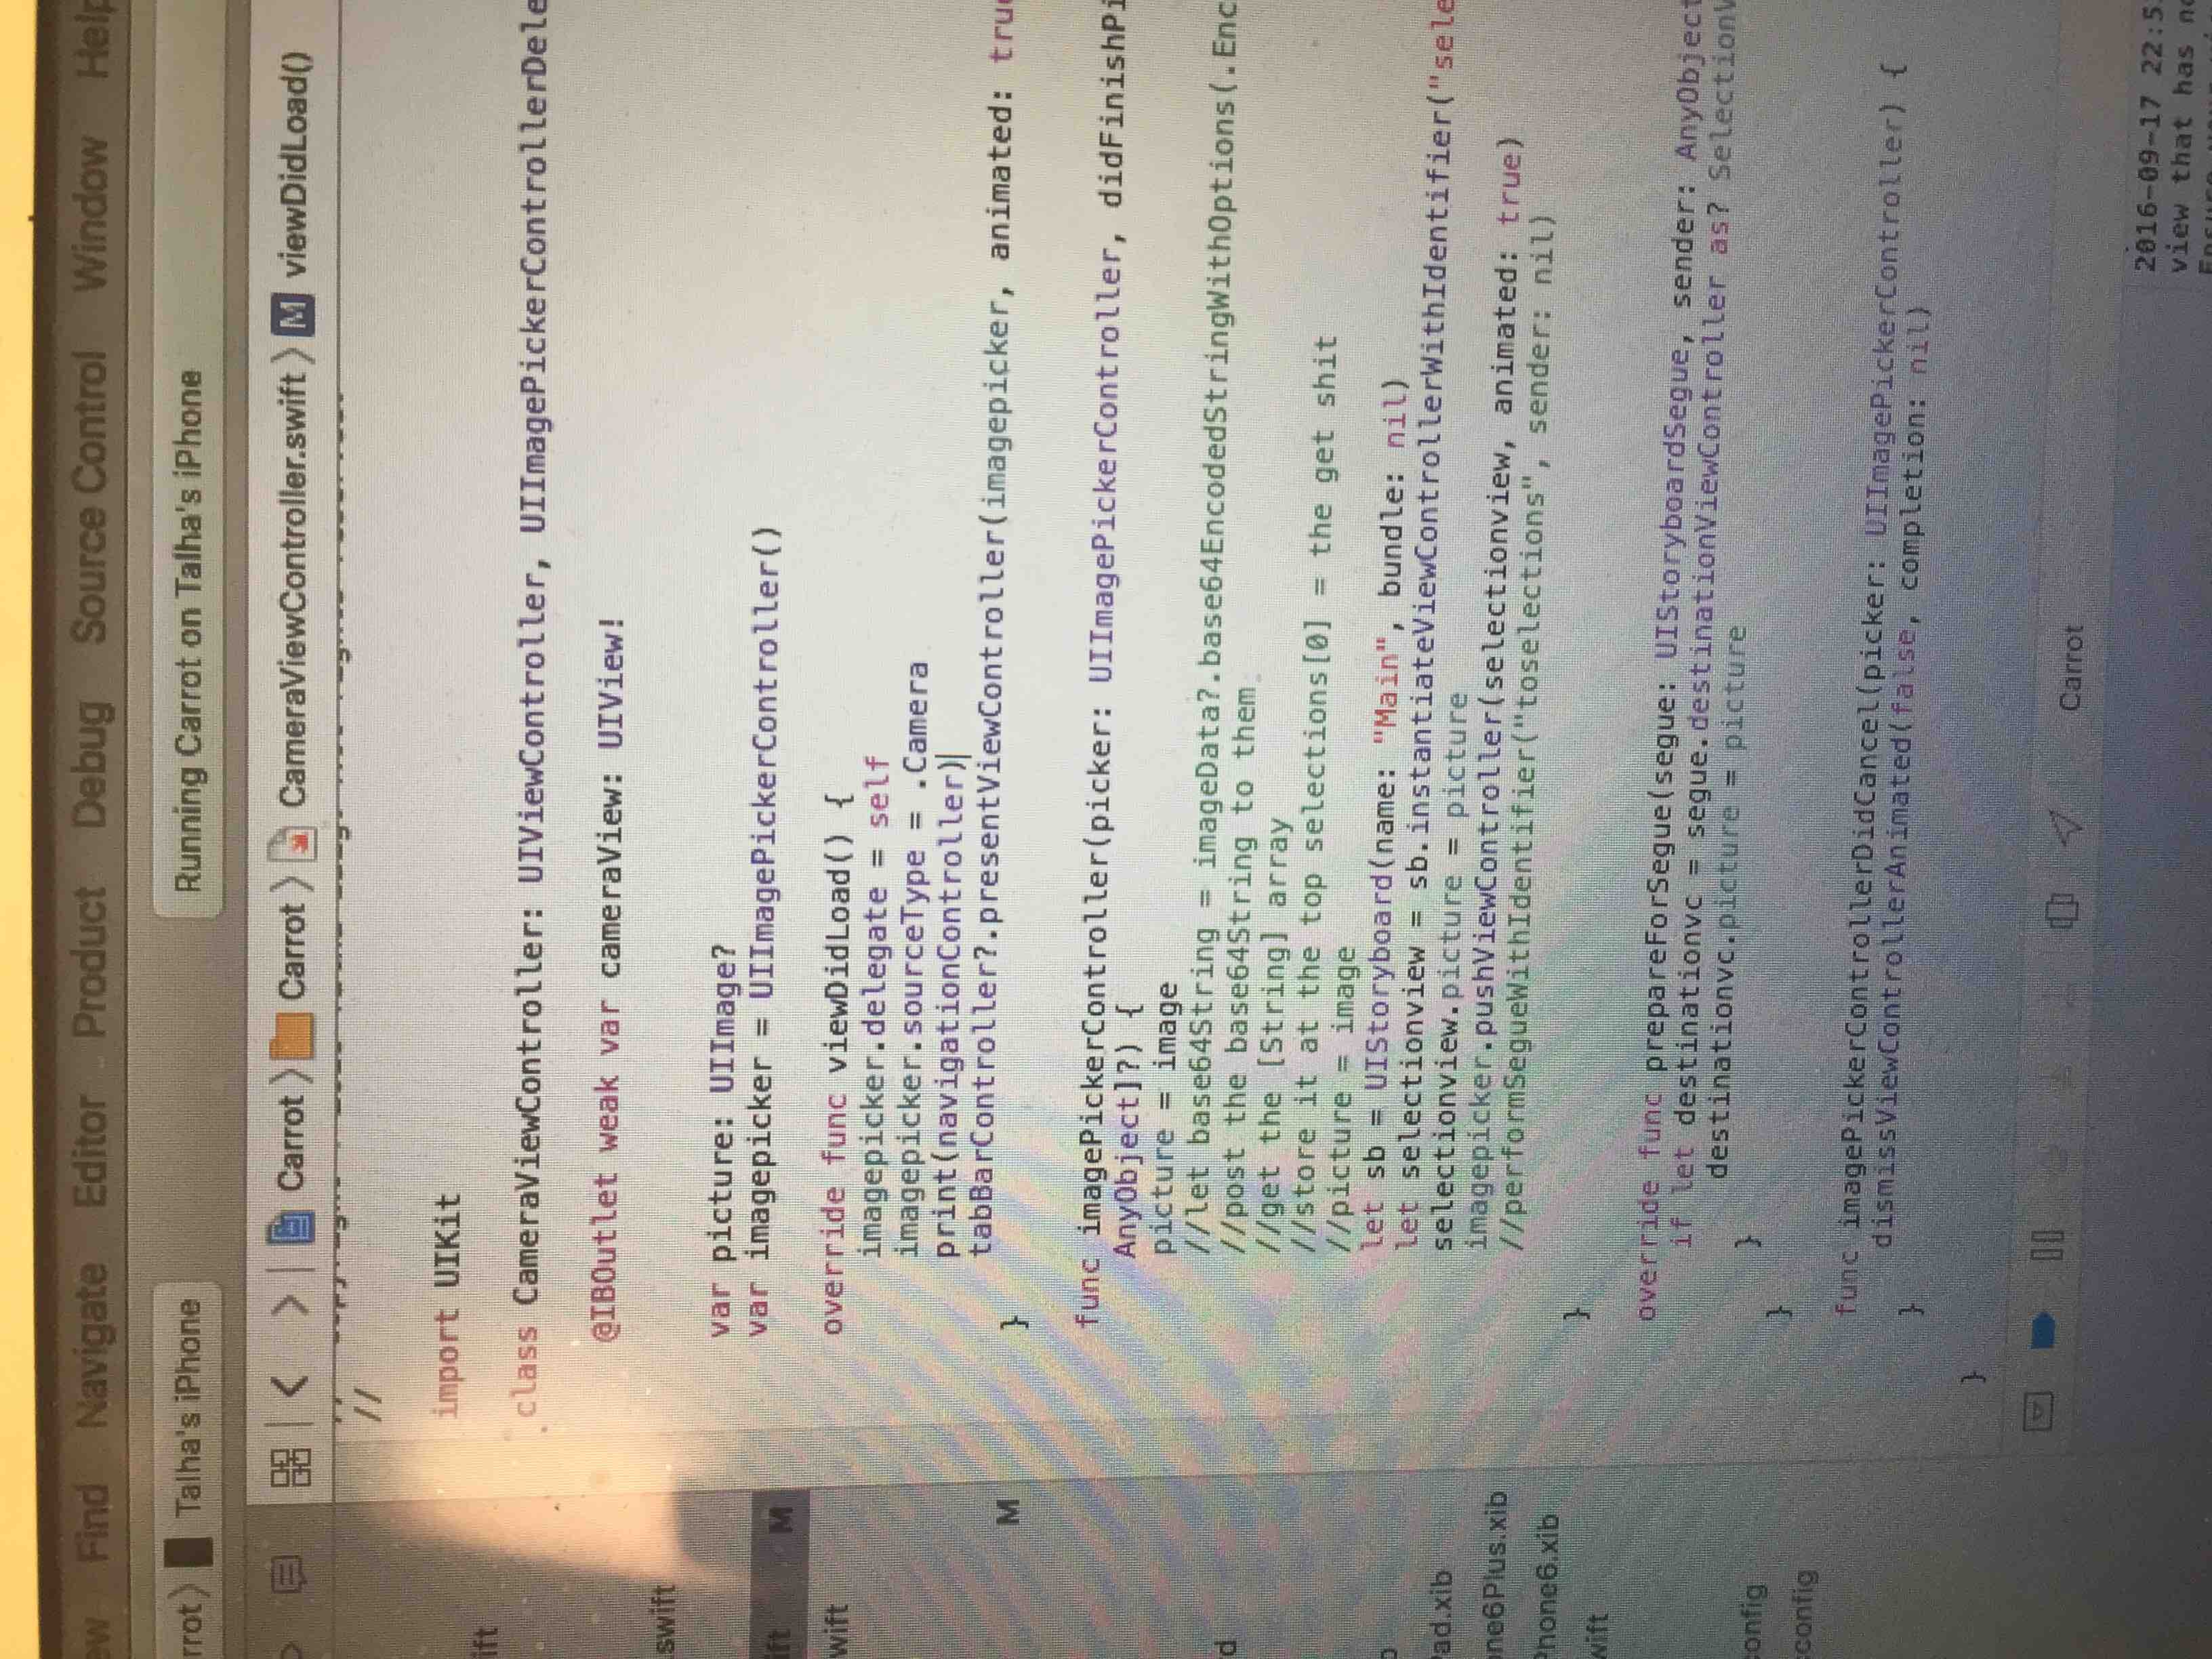 Find Navigate Editor Product Debug Source Control Window Help
rrot Talha's iPhone Running Carrot on Talha's iPhone
Carrot Carrot CameraViewController.swift M viewDidLoad()
//
import UIKit
ift
class CameraViewController: UIViewController, UIImagePickerControllerDele
@IBOutlet weak var cameraView: UIView!
.swift
var picture: UIImage?
var imagepicker = UIImagePickerController()
ift M
wift
override func viewDidLoad() {
imagepicker.delegate = self
imagepicker.sourceType = .Camera
print(navigationController)
tabBarController?.presentViewController(imagepicker, animated: true
M
}
func imagePickerController(picker: UIImagePickerController, didFinishPi
AnyObject]?) {
picture = image
//let base64String = imageData?.base64EncodedStringWithOptions(.Enc
//post the base64String to them
d
//get the [String] array
//store it at the top selections[0] = the get shit
//picture = image
let sb = UIStoryboard(name: "Main", bundle: nil)
let selectionview = sb.instantiateViewControllerWithIdentifier("sele
Pad.xib
selectionview.picture = picture
imagepicker.pushViewController(selectionview, animated: true)
one6Plus.xib
//performSegueWithIdentifier("toselections", sender: nil)
Phone6.xib
}
wift
override func prepareForSegue(segue: UIStoryboardSegue, sender: AnyObject
if let destinationvc = segue.destinationViewController as? SelectionV
destinationvc.picture = picture
config
}
}
cconfig
func imagePickerControllerDidCancel(picker: UIImagePickerController) {
dismissViewControllerAnimated(false, completion: nil)
}
}
Carrot
2016-09-17 22:5
view that has no